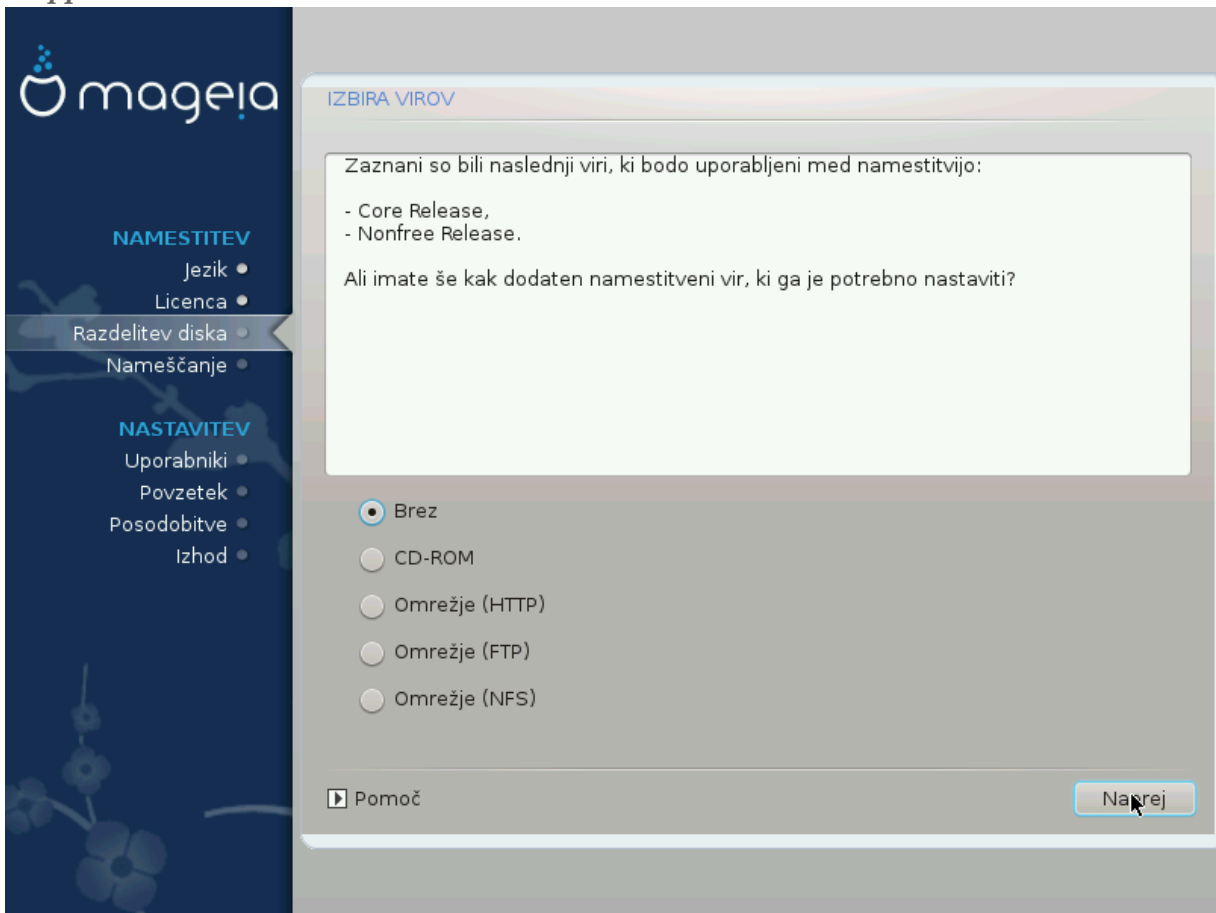 mageia
NAMESTITEV
Jezik
Licenca
Razdelitev diska
Nameščanje
NASTAVITEV
Uporabniki
Povzetek
Posodobitve
Izhod
IZBIRA VIROV
Zaznani so bili naslednji viri, ki bodo uporabljeni med namestitvijo:
- Core Release,
- Nonfree Release.
Ali imate še kak dodaten namestitveni vir, ki ga je potrebno nastaviti?
Brez
CD-ROM
Omrežje (HTTP)
Omrežje (FTP)
Omrežje (NFS)
Pomoč
Naprej